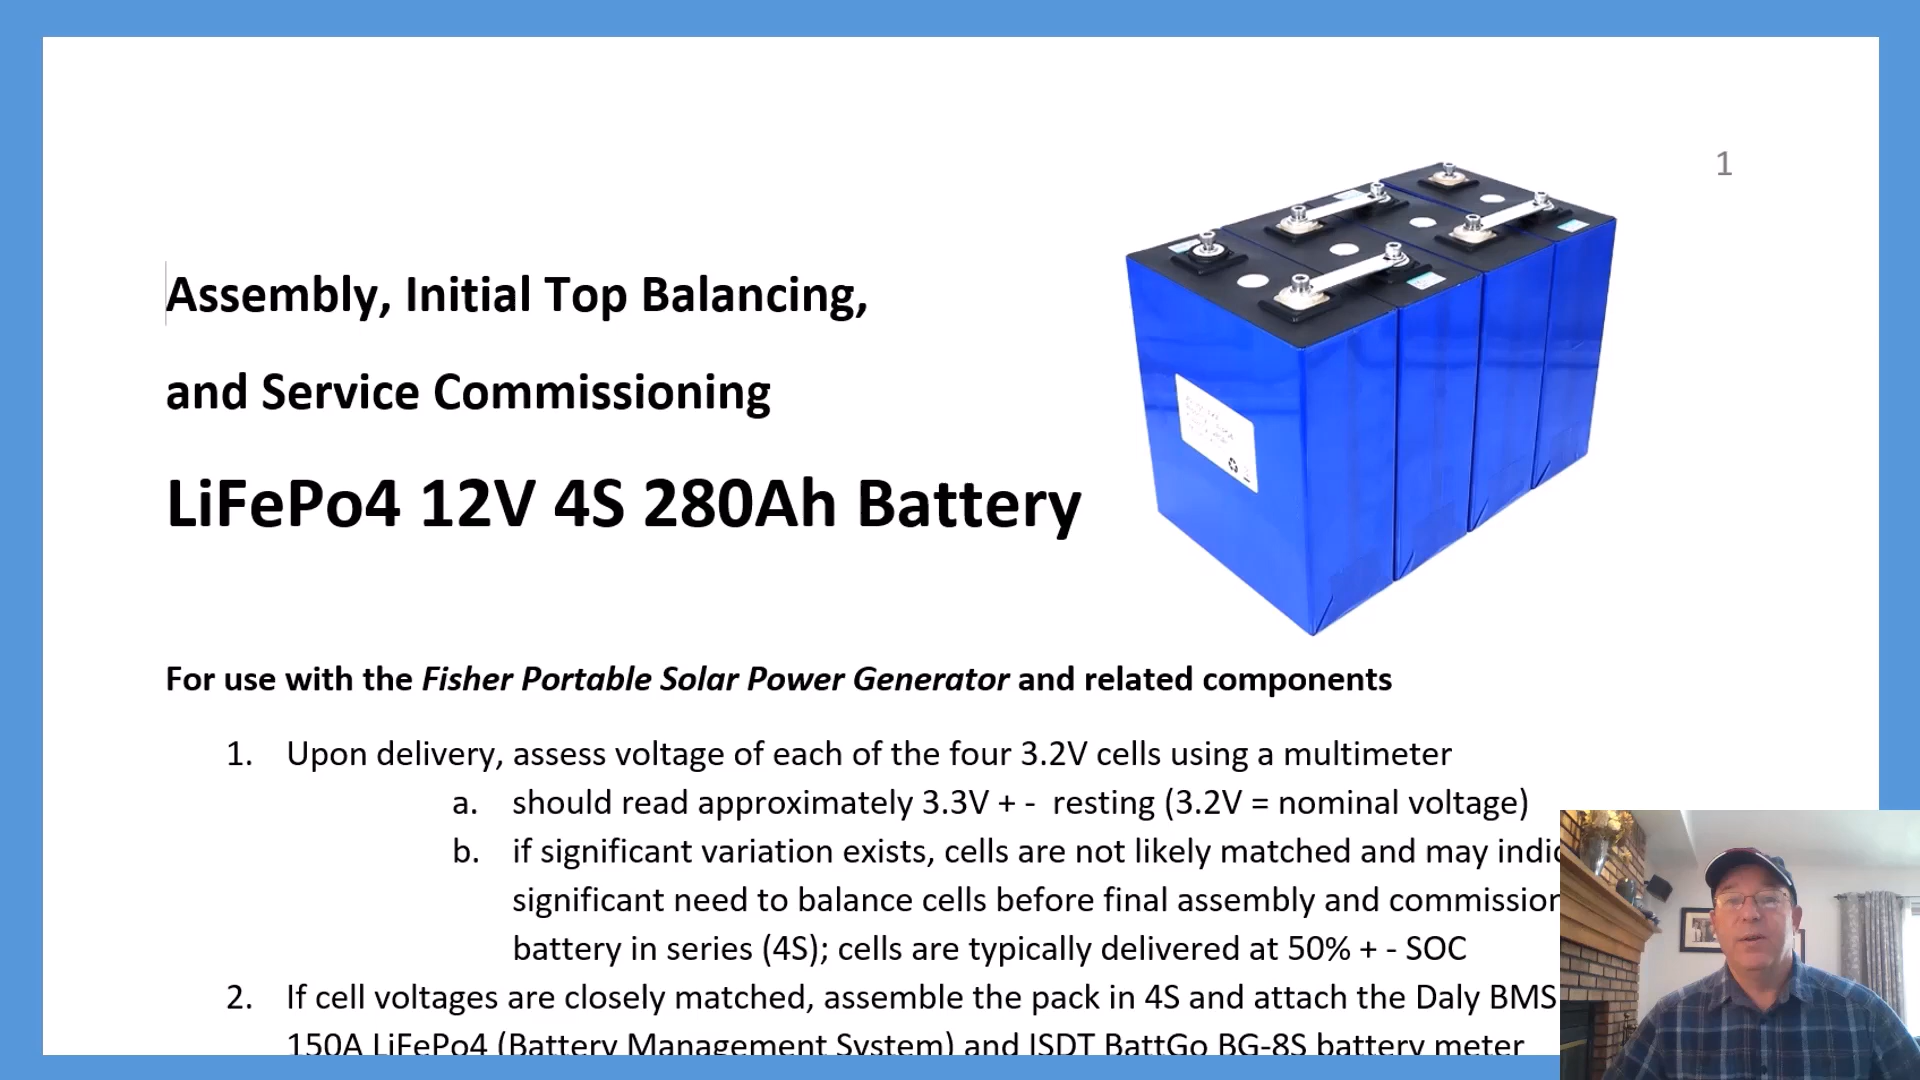 1
Assembly, Initial Top Balancing,
and Service Commissioning
LiFePo4 12V 4S 280Ah Battery
For use with the Fisher Portable Solar Power Generator and related components
1. Upon delivery, assess voltage of each of the four 3.2V cells using a multimeter
a. should read approximately 3.3V + - resting (3.2V = nominal voltage)
b. if significant variation exists, cells are not likely matched and may
significant need to balance cells before final assembly and
battery in series (4S); cells are typically delivered at 50% + - SOC
2. If cell voltages are closely matched, assemble the pack in 4S and attach the Daly BMS
150A LiFePo4 (Battery Management System) and ISDT BattGo BG-8S battery meter